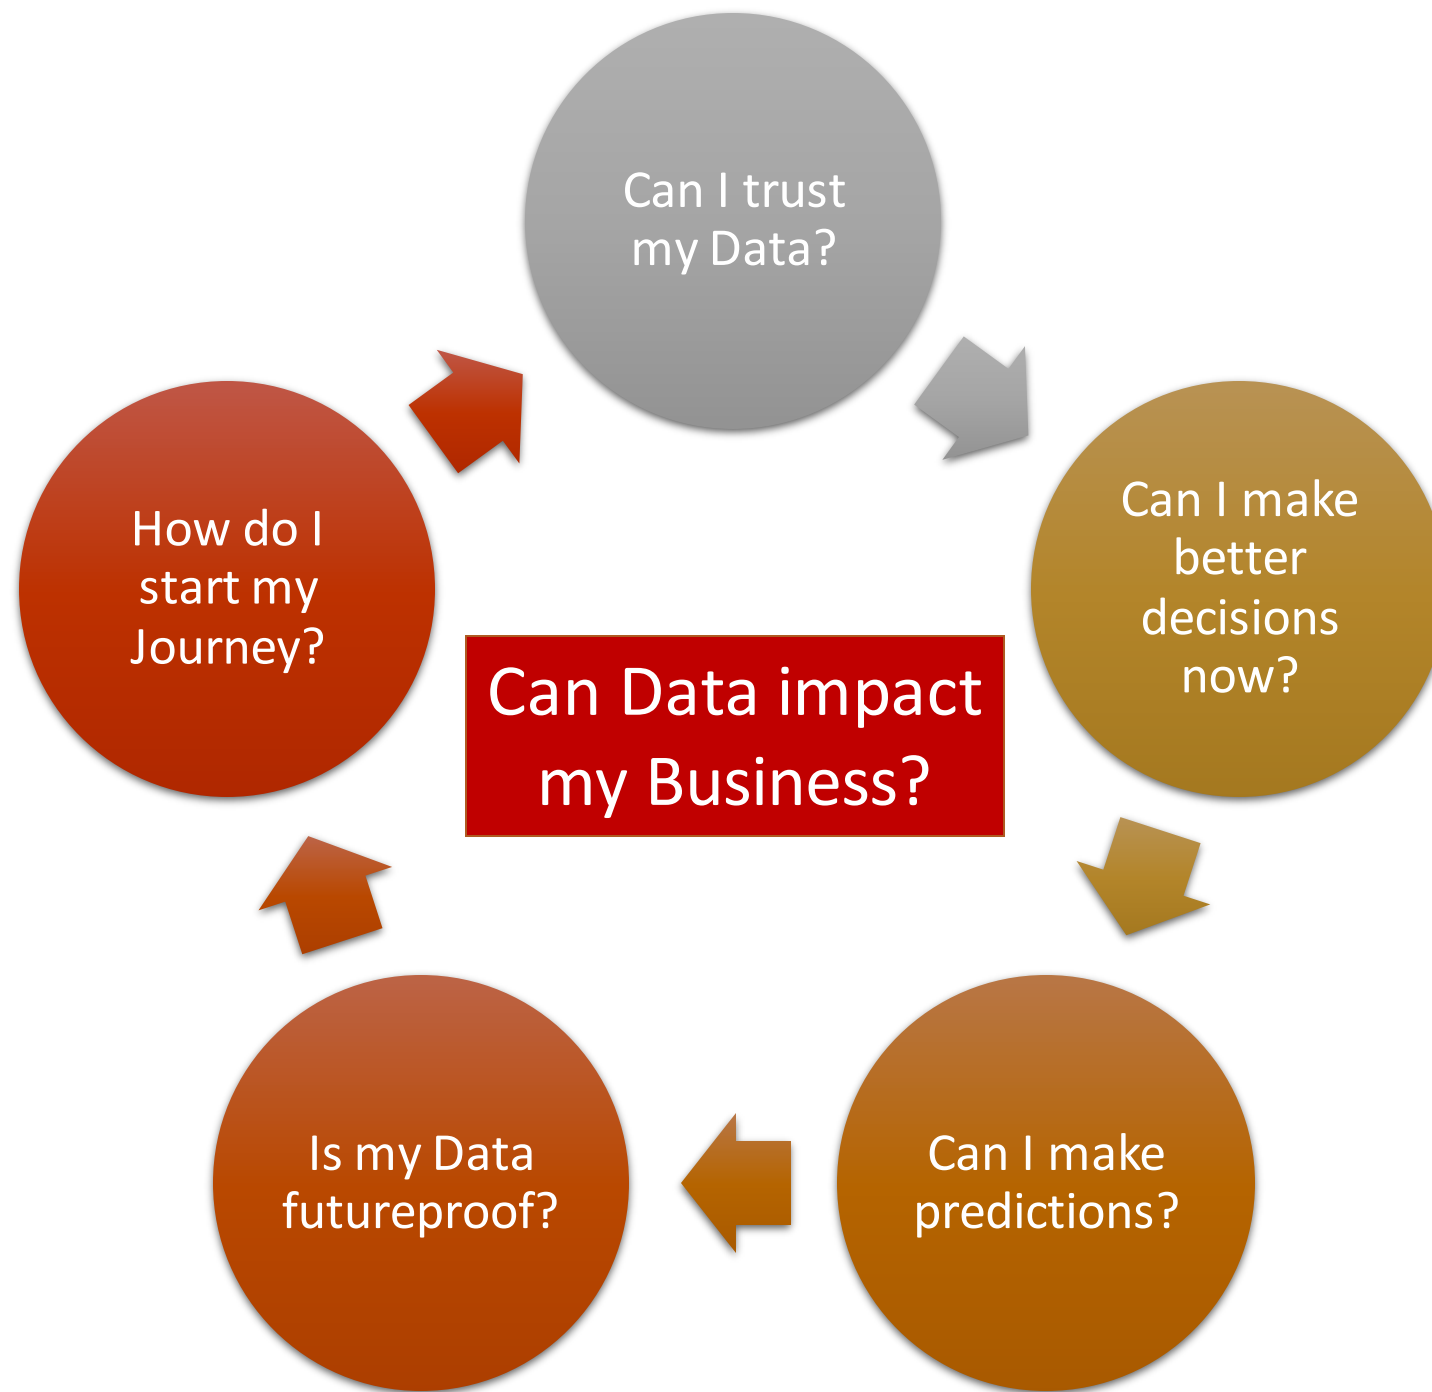 Can I trust
my Data?
Can I make
better
decisions
now?
Can I make
predictions?
Is my Data
futureproof?
How do I
start my
Journey?
Can Data impact
my Business?